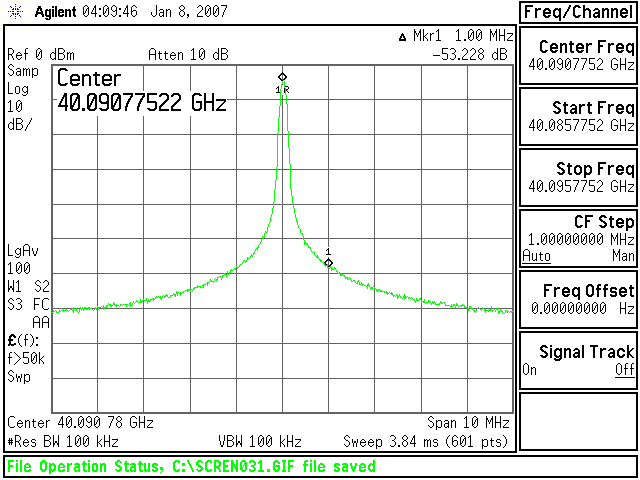 Agilent 04:09:46 Jan 8, 2007
Freq/Channel
Δ Mkr1 1.00 MHz
Ref 0 dBm Atten 10 dB -53.228 dB
Samp
Log
10
dB/
Center
40.09077522 GHz
1R
1
LgAv
100
W1 S2
S3 FC
AA
£(f):
f>50k
Swp
Center 40.090 78 GHz Span 10 MHz
#Res BW 100 kHz VBW 100 kHz Sweep 3.84 ms (601 pts)
File Operation Status, C:\SCREN031.GIF file saved
Center Freq
40.0907752 GHz
Start Freq
40.0857752 GHz
Stop Freq
40.0957752 GHz
CF Step
1.00000000 MHz
Auto Man
Freq Offset
0.00000000 Hz
Signal Track
On Off